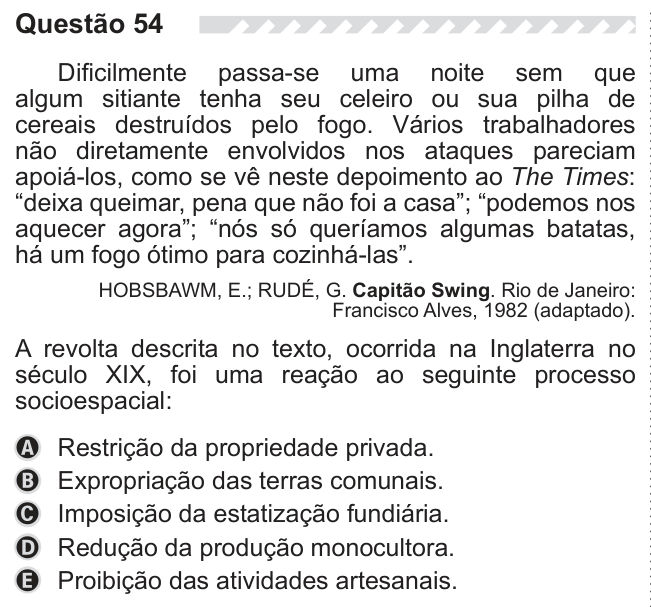 Questão 54
Dificilmente passa-se uma noite sem que
algum sitiante tenha seu celeiro ou sua pilha de
cereais destruídos pelo fogo. Vários trabalhadores
não diretamente envolvidos nos ataques pareciam
apoiá-los, como se vê neste depoimento ao The Times:
“deixa queimar, pena que não foi a casa”; “podemos nos
aquecer agora”; “nós só queríamos algumas batatas,
há um fogo ótimo para cozinhá-las”.
HOBSBAWM, E.; RUDÉ, G. Capitão Swing. Rio de Janeiro:
Francisco Alves, 1982 (adaptado).
A revolta descrita no texto, ocorrida na Inglaterra no
século XIX, foi uma reação ao seguinte processo
socioespacial:
A Restrição da propriedade privada.
B Expropriação das terras comunais.
C Imposição da estatização fundiária.
D Redução da produção monocultora.
E Proibição das atividades artesanais.